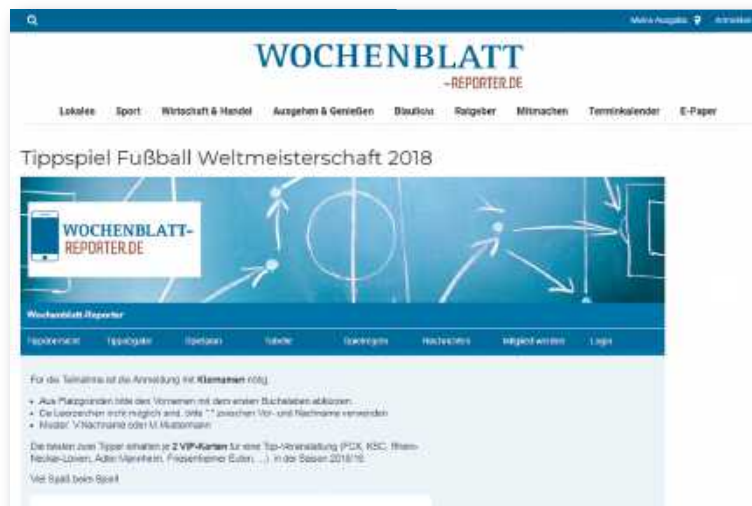 Meine Ausgabe
WOCHENBLATT
-REPORTER.DE
Lokales Sport Wirtschaft & Handel Ausgehen & Genießen Blaulicht Ratgeber Mitmachen Terminkalender E-Paper
Tippspiel Fußball Weltmeisterschaft 2018
WOCHENBLATT-
REPORTER.DE
Wochenblatt-Reporter
Tippübersicht Tippabgabe Spielplan Tabelle Spielregeln Nachrichten Mitglied werden Login
Für die Teilnahme ist die Anmeldung mit Klarnamen nötig.
• Aus Platzgründen bitte den Vornamen mit dem ersten Buchstaben abkürzen
• Da Leerzeichen nicht möglich sind, bitte "." zwischen Vor- und Nachname verwenden
• Muster: V.Nachname oder M.Mustermann
Die besten zwei Tipper erhalten je 2 VIP-Karten für eine Top-Veranstaltung (FCK, KSC, Rhein-
Neckar-Löwen, Adler Mannheim, Friesenheimer Eulen, ...) in der Saison 2018/19.
Viel Spaß beim Spiel!